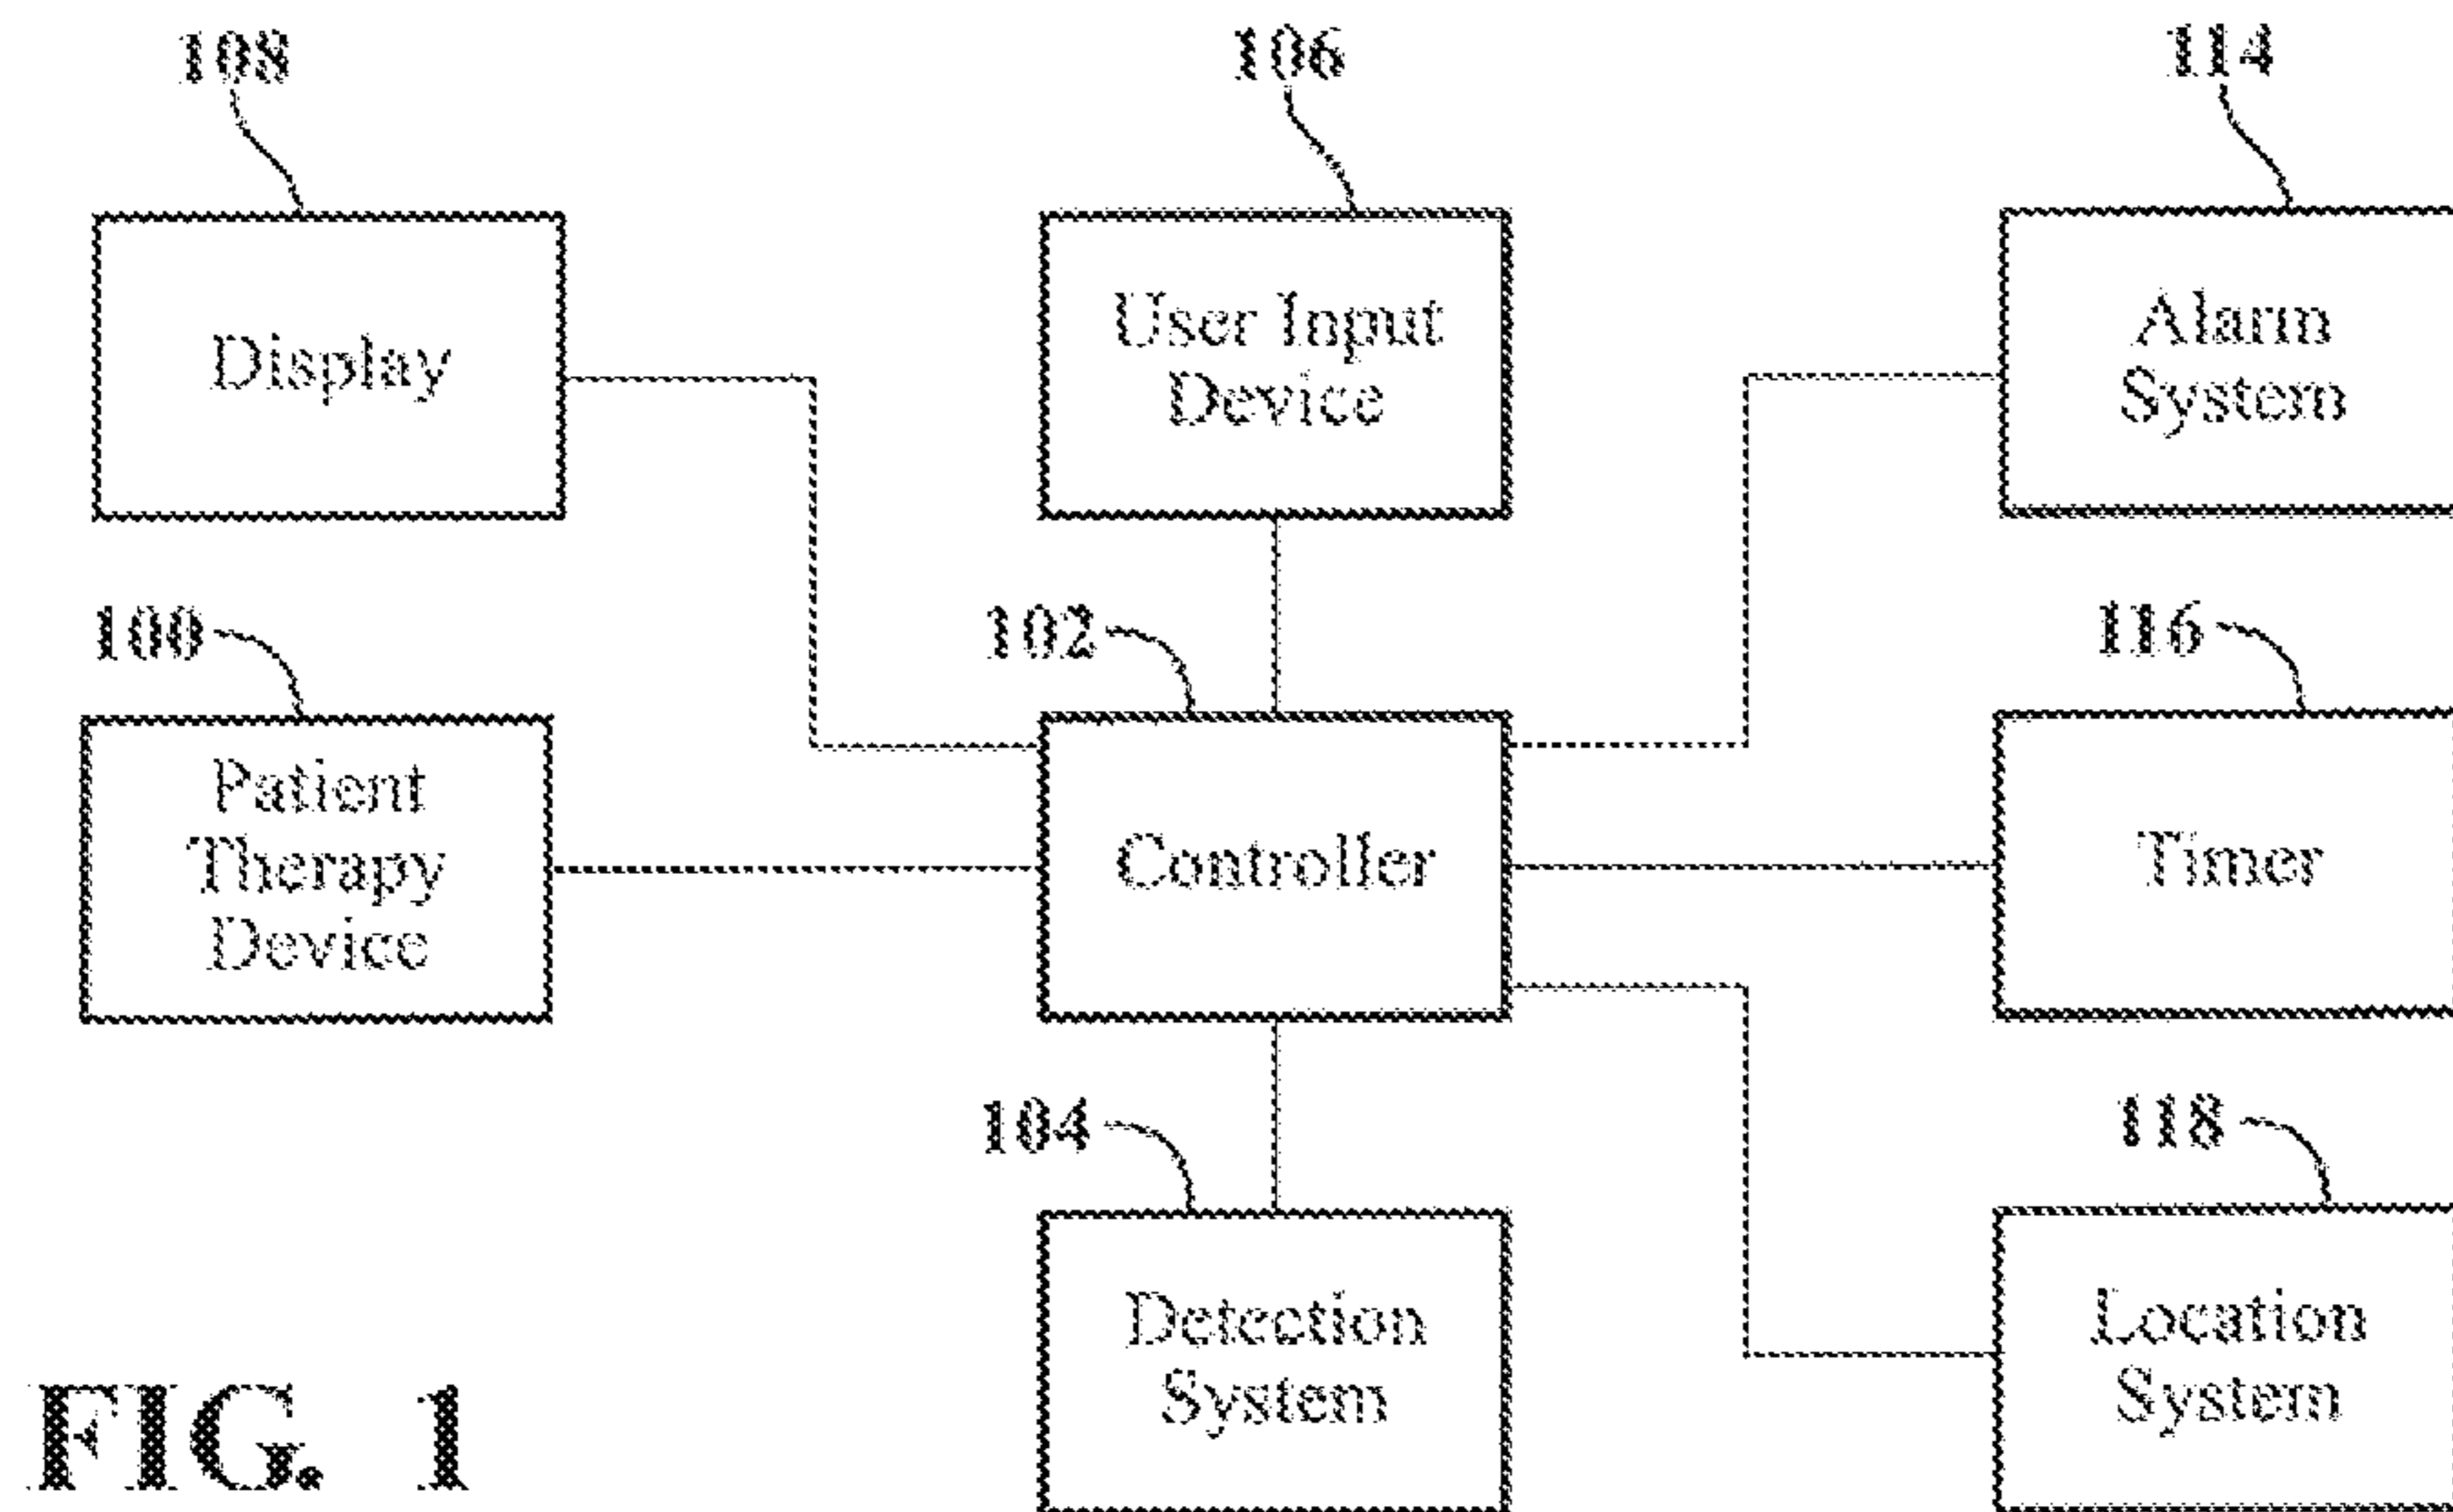 108
106
114
Display
User Input
Device
Alarm
System
100
102
116
Patient
Therapy
Device
Controller
Timer
104
118
Detection
System
Location
System
FIG. 1